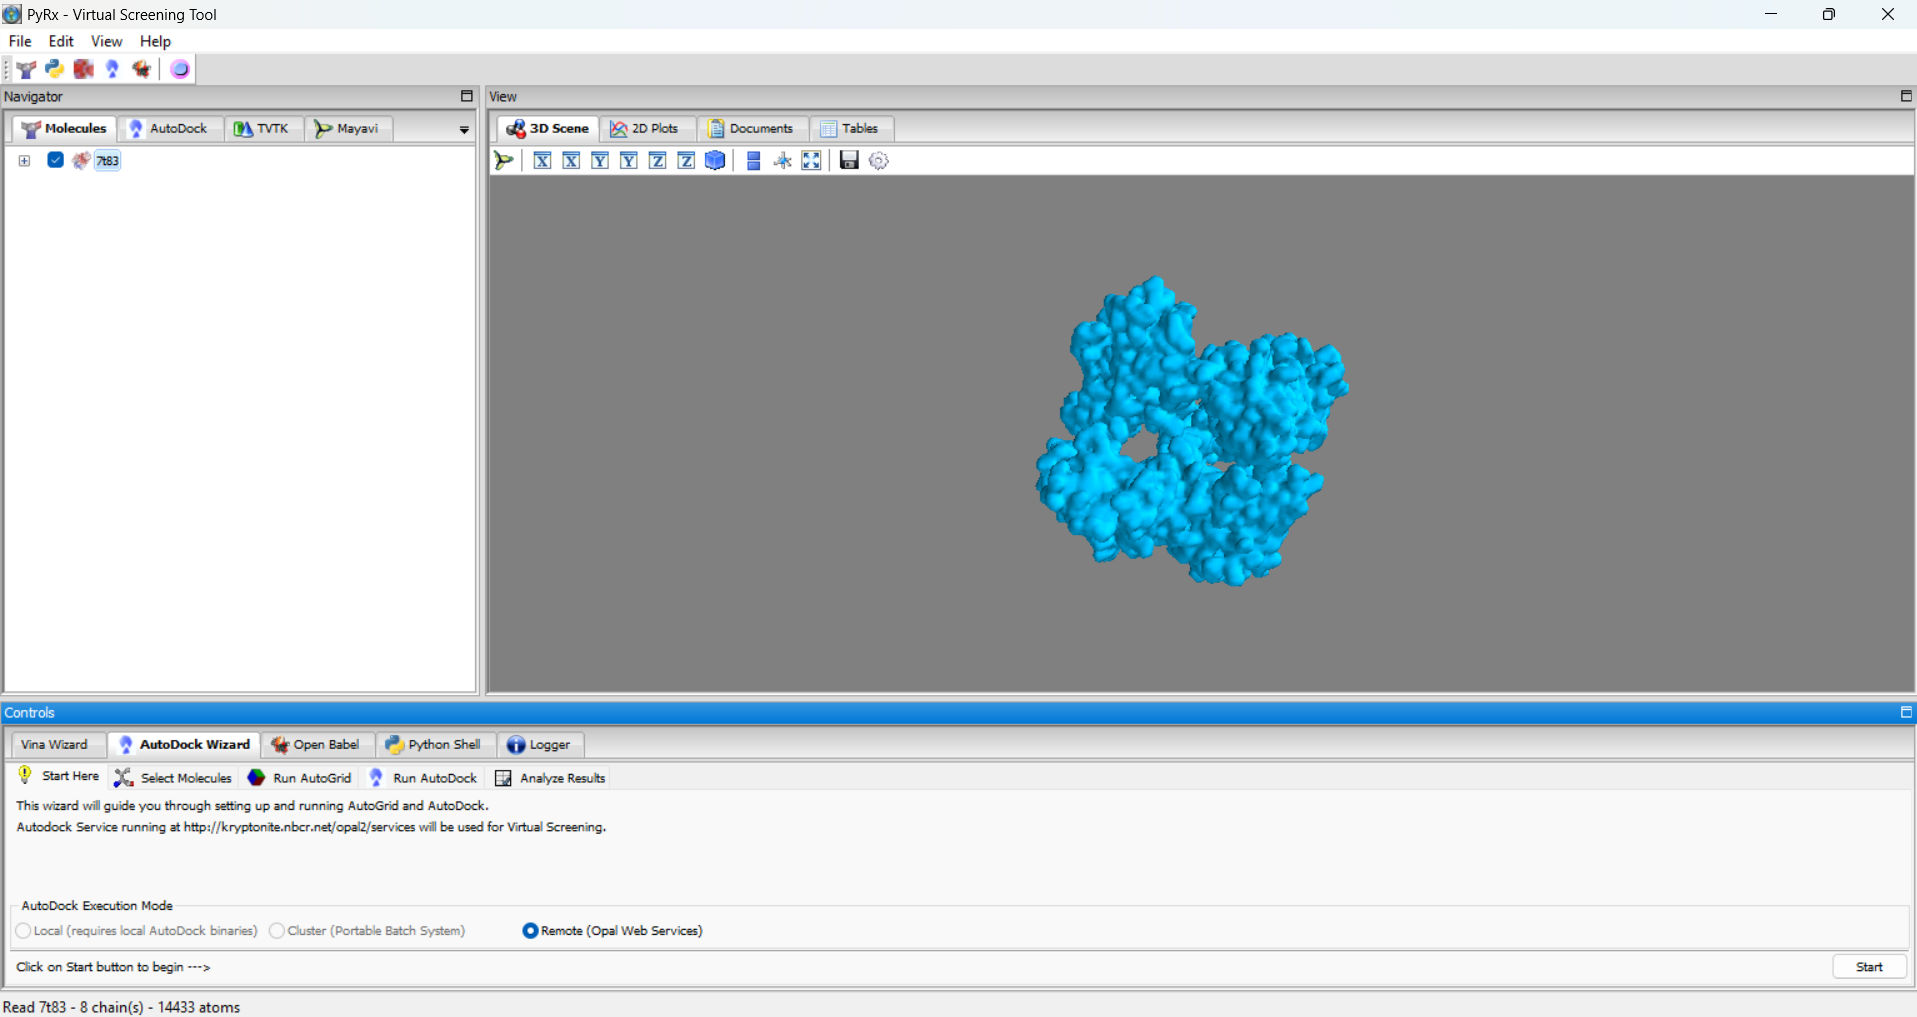 PyRx - Virtual Screening Tool
File Edit View Help
Navigator
View
Molecules AutoDock TVTK Mayavi
3D Scene 2D Plots Documents Tables
7t83
X X Y Y Z Z
Controls
Vina Wizard AutoDock Wizard Open Babel Python Shell Logger
Start Here Select Molecules Run AutoGrid Run AutoDock Analyze Results
This wizard will guide you through setting up and running AutoGrid and AutoDock.
Autodock Service running at http://kryptonite.nbcr.net/opal2/services will be used for Virtual Screening.
AutoDock Execution Mode
Local (requires local AutoDock binaries) Cluster (Portable Batch System) Remote (Opal Web Services)
Click on Start button to begin --->
Start
Read 7t83 - 8 chain(s) - 14433 atoms